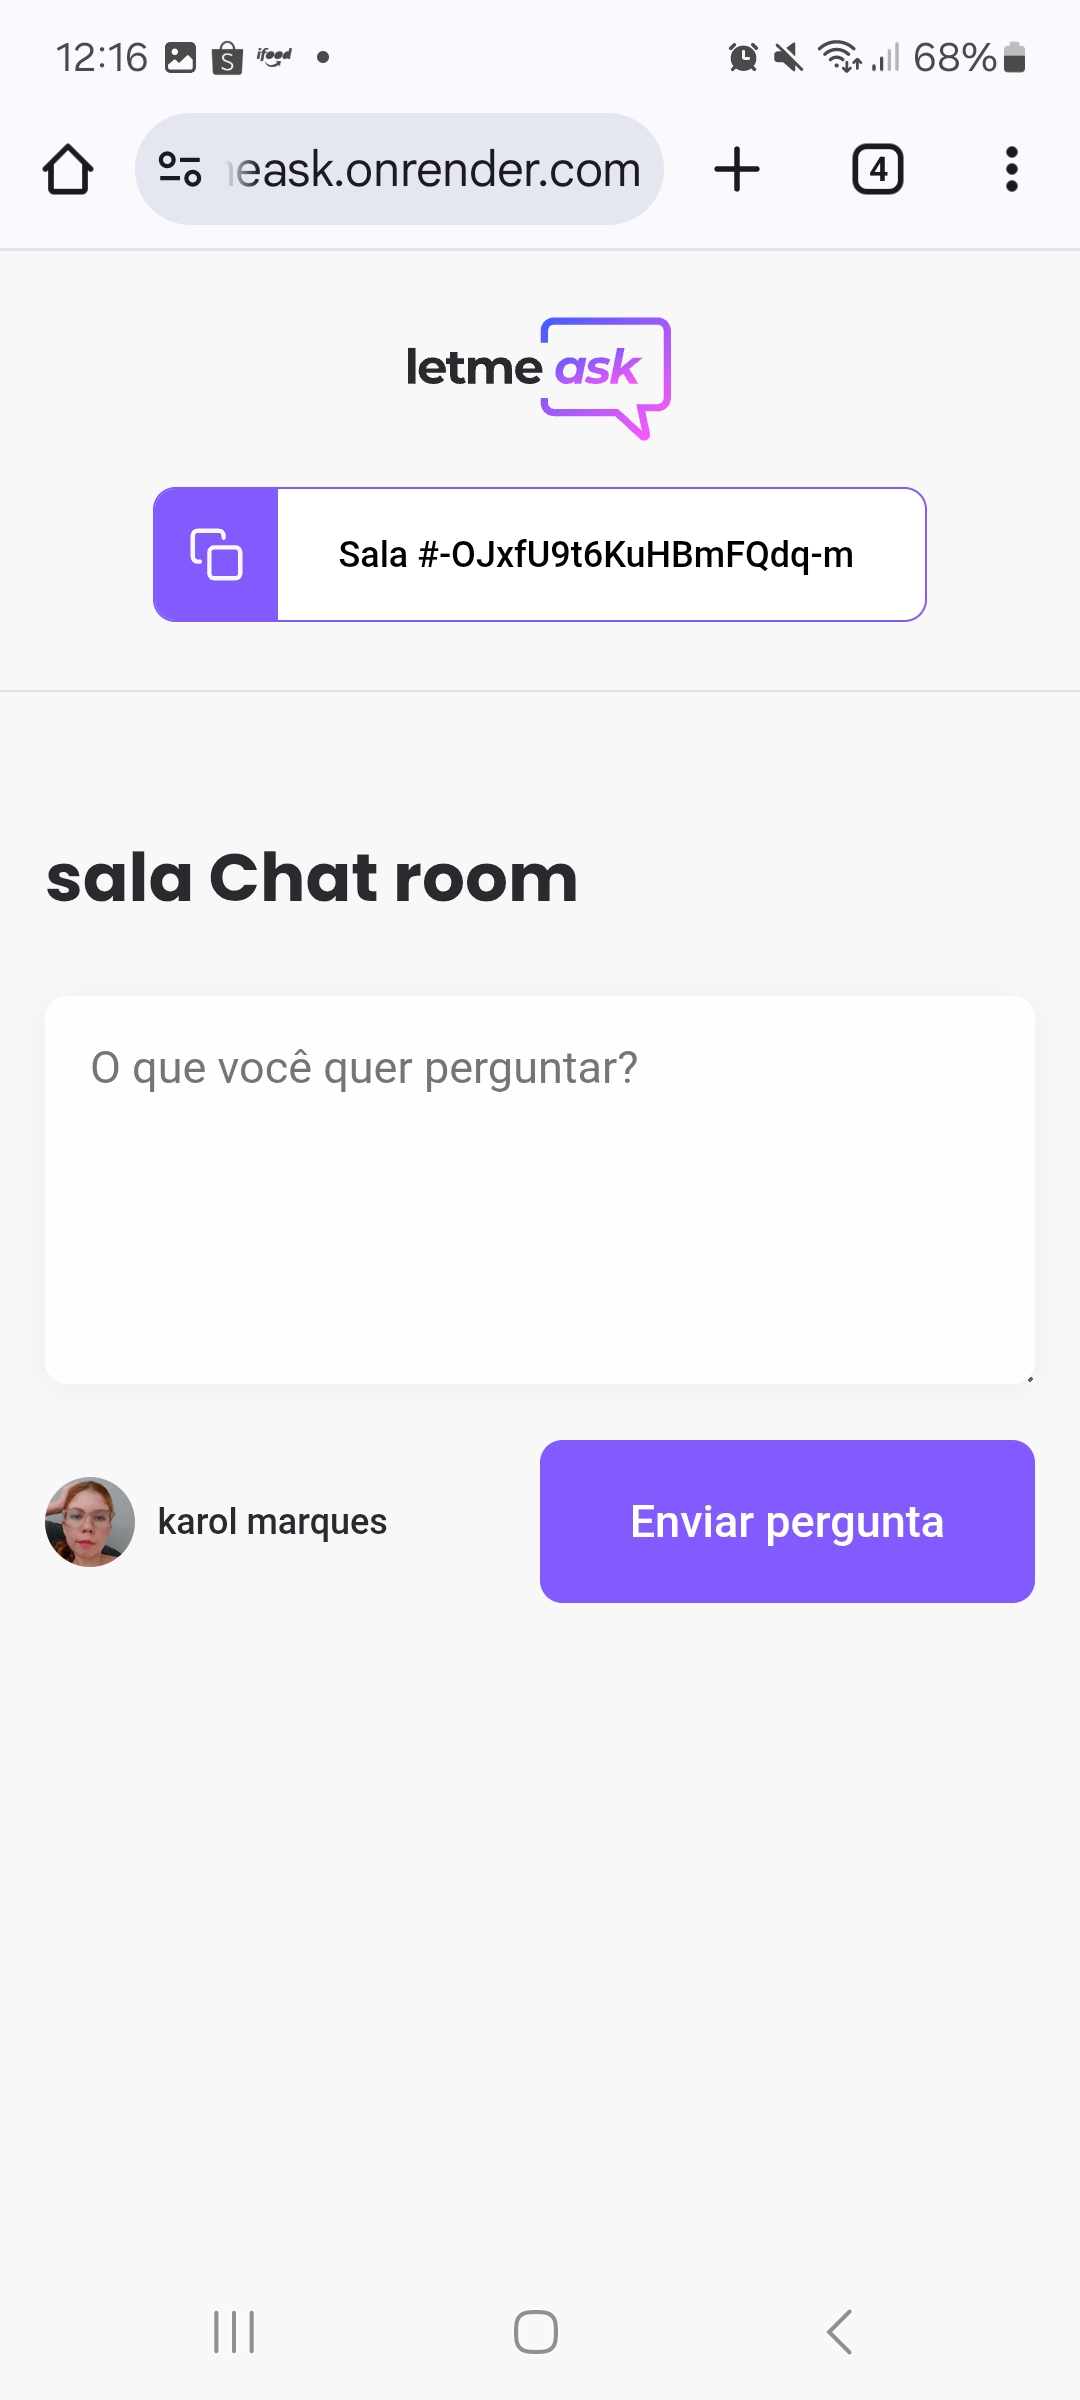 12:16 S ifood 68%
eask.onrender.com
4
letme ask
Sala #-OJxfU9t6KuHBmFQdq-m
sala Chat room
O que você quer perguntar?
karol marques
Enviar pergunta